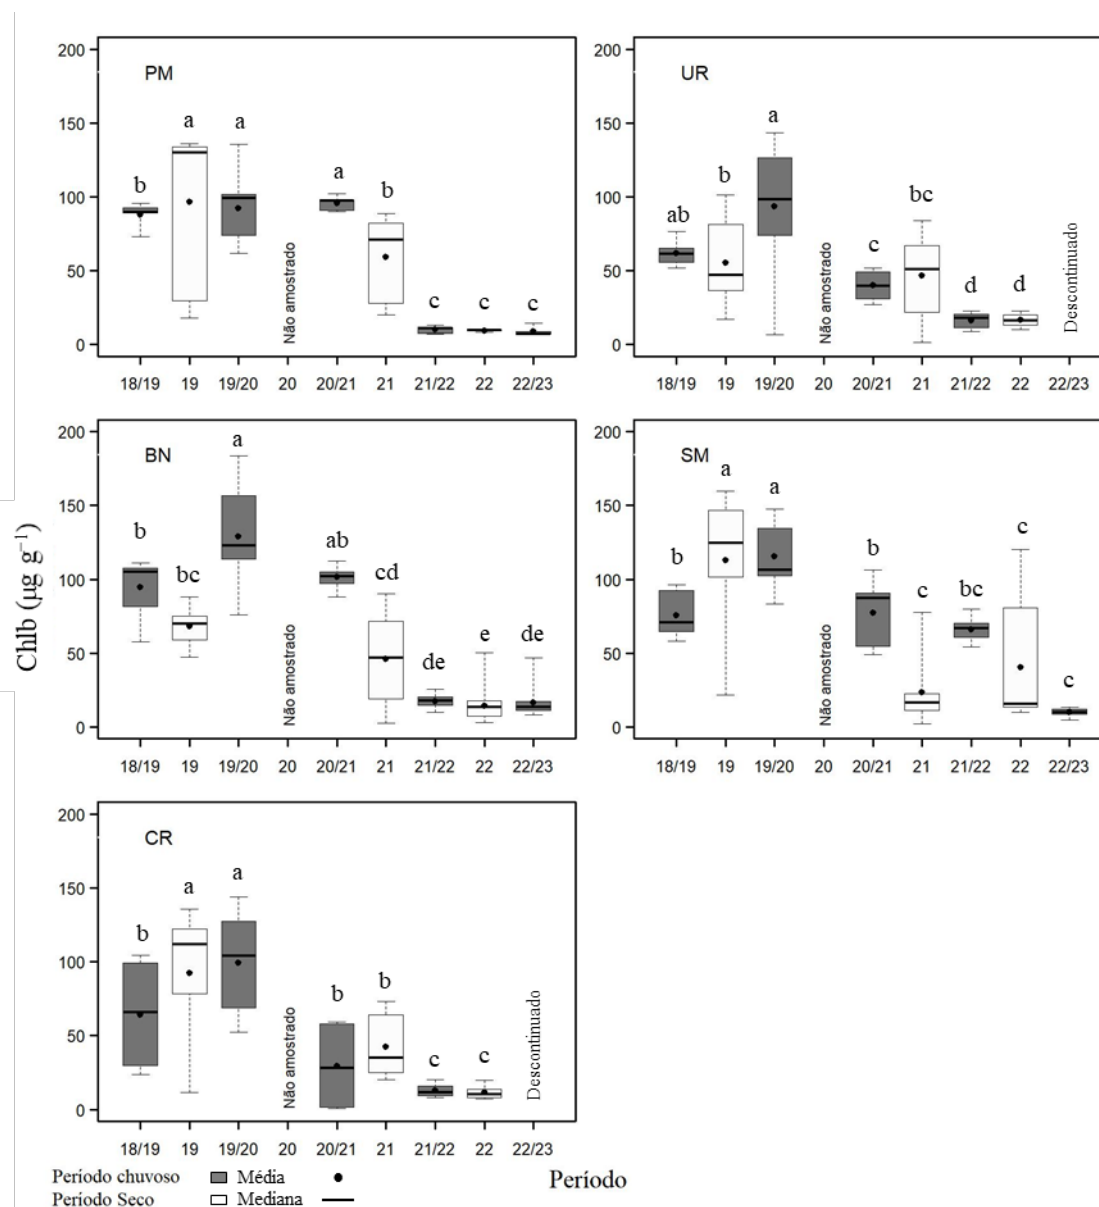 PM
200
150
100
50
0
b
a
a
Não amostrado
a
b
c
c
c
18/19 19 19/20 20 20/21 21 21/22 22 22/23
UR
200
150
100
50
0
ab
b
a
Não amostrado
c
bc
d
d
Descontinuado
18/19 19 19/20 20 20/21 21 21/22 22 22/23
Chlb (µg g⁻¹)
BN
200
150
100
50
0
b
bc
a
Não amostrado
ab
cd
de
e
de
18/19 19 19/20 20 20/21 21 21/22 22 22/23
SM
200
150
100
50
0
b
a
a
Não amostrado
b
c
bc
c
c
18/19 19 19/20 20 20/21 21 21/22 22 22/23
CR
200
150
100
50
0
b
a
a
Não amostrado
b
b
c
c
Descontinuado
18/19 19 19/20 20 20/21 21 21/22 22 22/23
Período chuvoso Média
Período Seco Mediana
Período